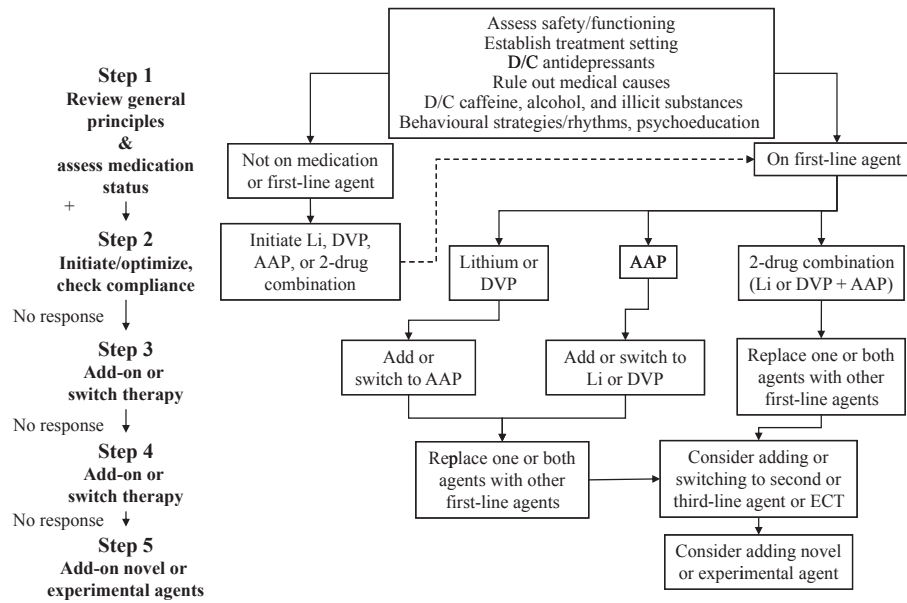 Assess safety/functioning
Establish treatment setting
D/C antidepressants
Rule out medical causes
D/C caffeine, alcohol, and illicit substances
Behavioural strategies/rhythms, psychoeducation
Step 1
Review general
principles
&
assess medication
status
+
Not on medication
or first-line agent
On first-line agent
Step 2
Initiate/optimize,
check compliance
Initiate Li, DVP,
AAP, or 2-drug
combination
Lithium or
DVP
AAP
2-drug combination
(Li or DVP + AAP)
No response
Step 3
Add-on or
switch therapy
Add or
switch to AAP
Add or switch to
Li or DVP
Replace one or both
agents with other
first-line agents
No response
Step 4
Add-on or
switch therapy
Replace one or both
agents with other
first-line agents
Consider adding or
switching to second or
third-line agent or ECT
No response
Step 5
Add-on novel or
experimental agents
Consider adding novel
or experimental agent